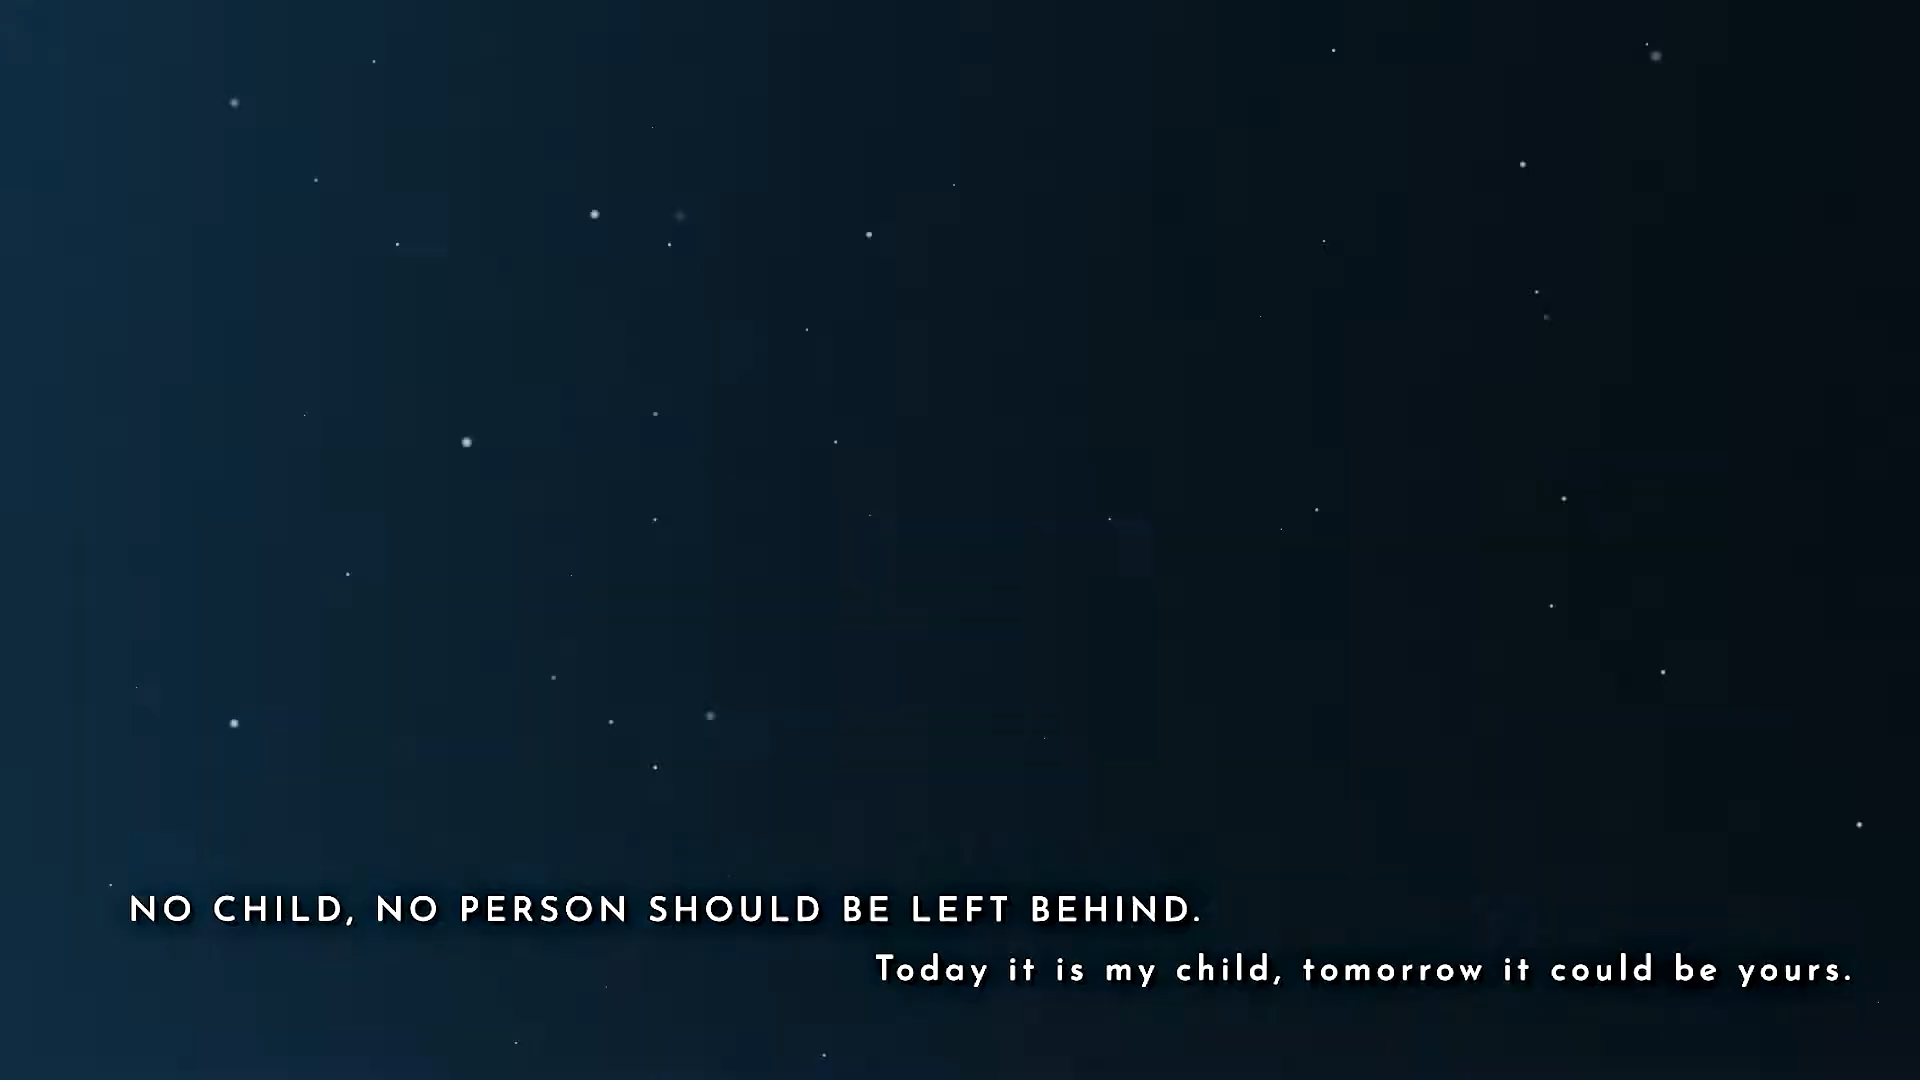 NO CHILD, NO PERSON SHOULD BE LEFT BEHIND.
Today it is my child, tomorrow it could be yours.